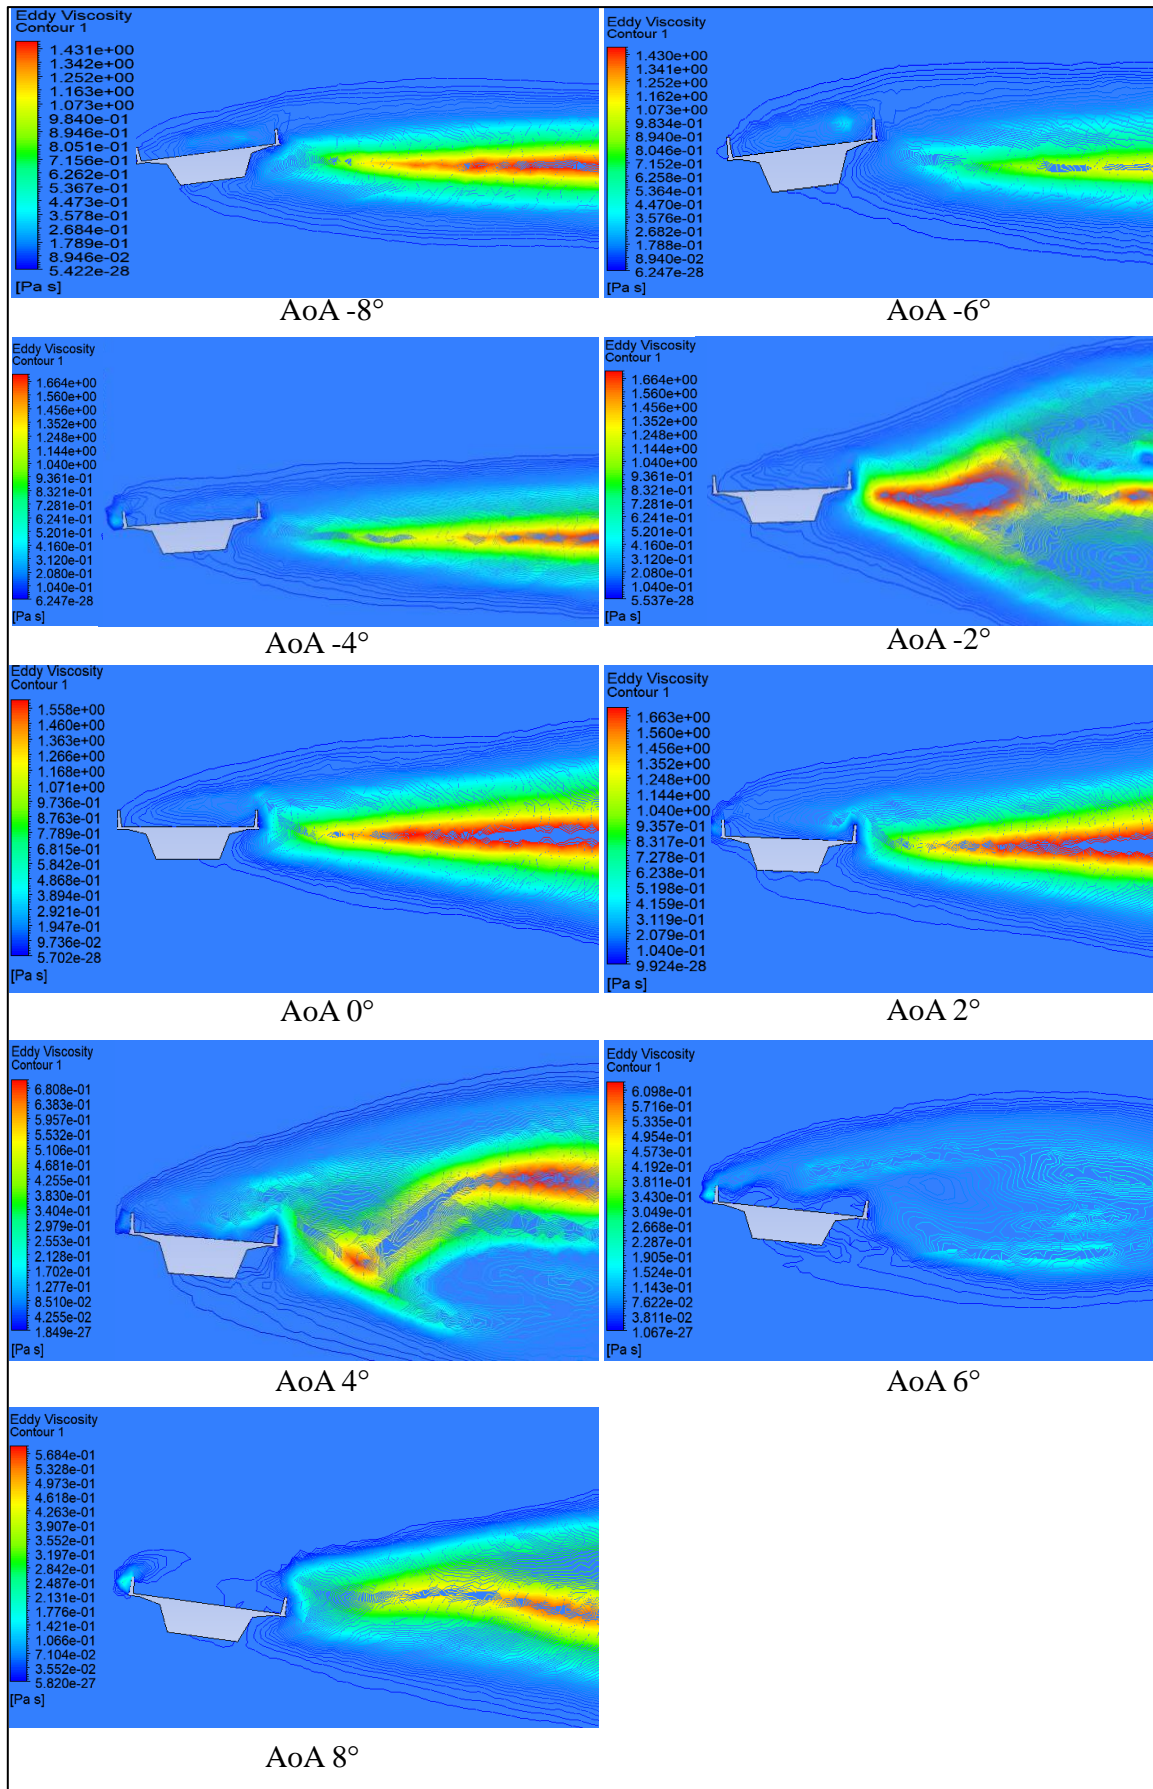 Eddy Viscosity
Contour 1
1.431e+00
1.342e+00
1.252e+00
1.163e+00
1.073e+00
9.840e-01
8.946e-01
8.051e-01
7.156e-01
6.262e-01
5.367e-01
4.473e-01
3.578e-01
2.684e-01
1.789e-01
8.946e-02
5.422e-28
[Pa s]
AoA -8°
Eddy Viscosity
Contour 1
1.430e+00
1.341e+00
1.252e+00
1.162e+00
1.073e+00
9.834e-01
8.940e-01
8.046e-01
7.152e-01
6.258e-01
5.364e-01
4.470e-01
3.576e-01
2.682e-01
1.788e-01
8.940e-02
6.247e-28
[Pa s]
AoA -6°
Eddy Viscosity
Contour 1
1.664e+00
1.560e+00
1.456e+00
1.352e+00
1.248e+00
1.144e+00
1.040e+00
9.361e-01
8.321e-01
7.281e-01
6.241e-01
5.201e-01
4.160e-01
3.120e-01
2.080e-01
1.040e-01
6.247e-28
[Pa s]
AoA -4°
Eddy Viscosity
Contour 1
1.664e+00
1.560e+00
1.456e+00
1.352e+00
1.248e+00
1.144e+00
1.040e+00
9.361e-01
8.321e-01
7.281e-01
6.241e-01
5.201e-01
4.160e-01
3.120e-01
2.080e-01
1.040e-01
5.537e-28
[Pa s]
AoA -2°
Eddy Viscosity
Contour 1
1.558e+00
1.460e+00
1.363e+00
1.266e+00
1.168e+00
1.071e+00
9.736e-01
8.763e-01
7.789e-01
6.815e-01
5.842e-01
4.868e-01
3.894e-01
2.921e-01
1.947e-01
9.736e-02
5.702e-28
[Pa s]
AoA 0°
Eddy Viscosity
Contour 1
1.663e+00
1.560e+00
1.456e+00
1.352e+00
1.248e+00
1.144e+00
1.040e+00
9.357e-01
8.317e-01
7.278e-01
6.238e-01
5.198e-01
4.159e-01
3.119e-01
2.079e-01
1.040e-01
9.924e-28
[Pa s]
AoA 2°
Eddy Viscosity
Contour 1
6.808e-01
6.383e-01
5.957e-01
5.532e-01
5.106e-01
4.681e-01
4.255e-01
3.830e-01
3.404e-01
2.979e-01
2.553e-01
2.128e-01
1.702e-01
1.277e-01
8.510e-02
4.255e-02
1.849e-27
[Pa s]
AoA 4°
Eddy Viscosity
Contour 1
6.098e-01
5.716e-01
5.335e-01
4.954e-01
4.573e-01
4.192e-01
3.811e-01
3.430e-01
3.049e-01
2.668e-01
2.287e-01
1.905e-01
1.524e-01
1.143e-01
7.622e-02
3.811e-02
1.067e-27
[Pa s]
AoA 6°
Eddy Viscosity
Contour 1
5.684e-01
5.328e-01
4.973e-01
4.618e-01
4.263e-01
3.907e-01
3.552e-01
3.197e-01
2.842e-01
2.487e-01
2.131e-01
1.776e-01
1.421e-01
1.066e-01
7.104e-02
3.552e-02
5.820e-27
[Pa s]
AoA 8°